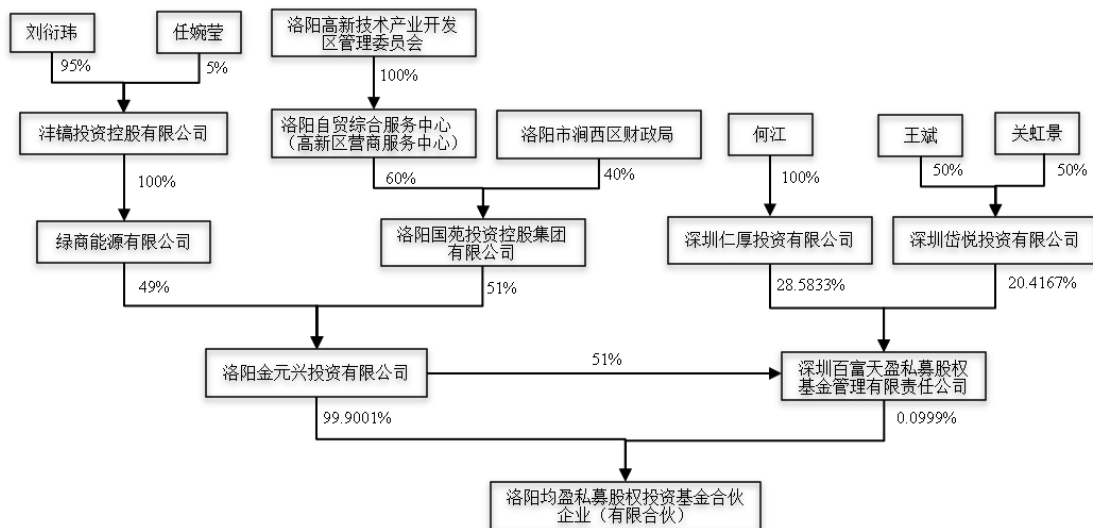 刘衍玮
任婉莹
洛阳高新技术产业开发
区管理委员会
95%
5%
100%
沣镐投资控股有限公司
洛阳自贸综合服务中心
（高新区营商服务中心）
洛阳市涧西区财政局
何江
王斌
关虹景
100%
60%
40%
100%
50%
50%
绿商能源有限公司
洛阳国苑投资控股集团
有限公司
深圳仁厚投资有限公司
深圳岱悦投资有限公司
49%
51%
28.5833%
20.4167%
洛阳金元兴投资有限公司
51%
深圳百富天盈私募股权
基金管理有限责任公司
99.9001%
0.0999%
洛阳均盈私募股权投资基金合伙
企业（有限合伙）